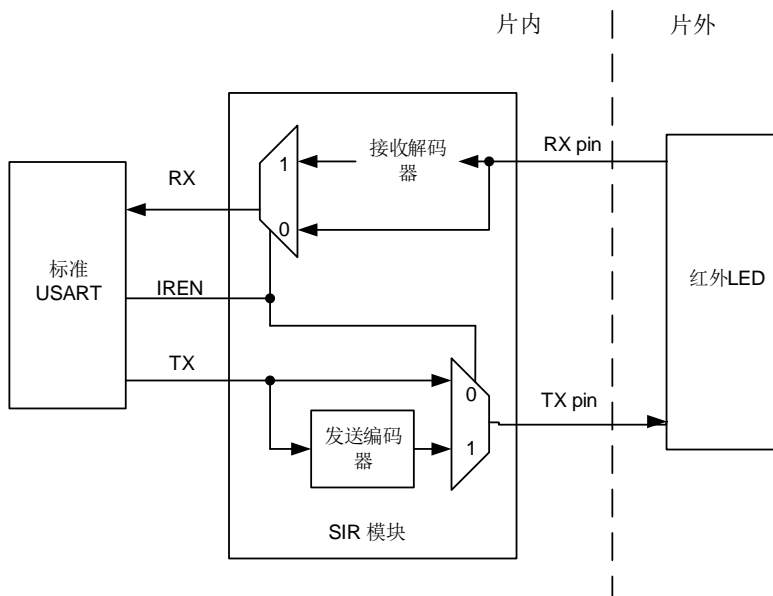 片内
片外
RX pin
接收解码
器
1
RX
0
标准
USART
IREN
红外LED
TX
0
TX pin
发送编码
器
1
SIR 模块